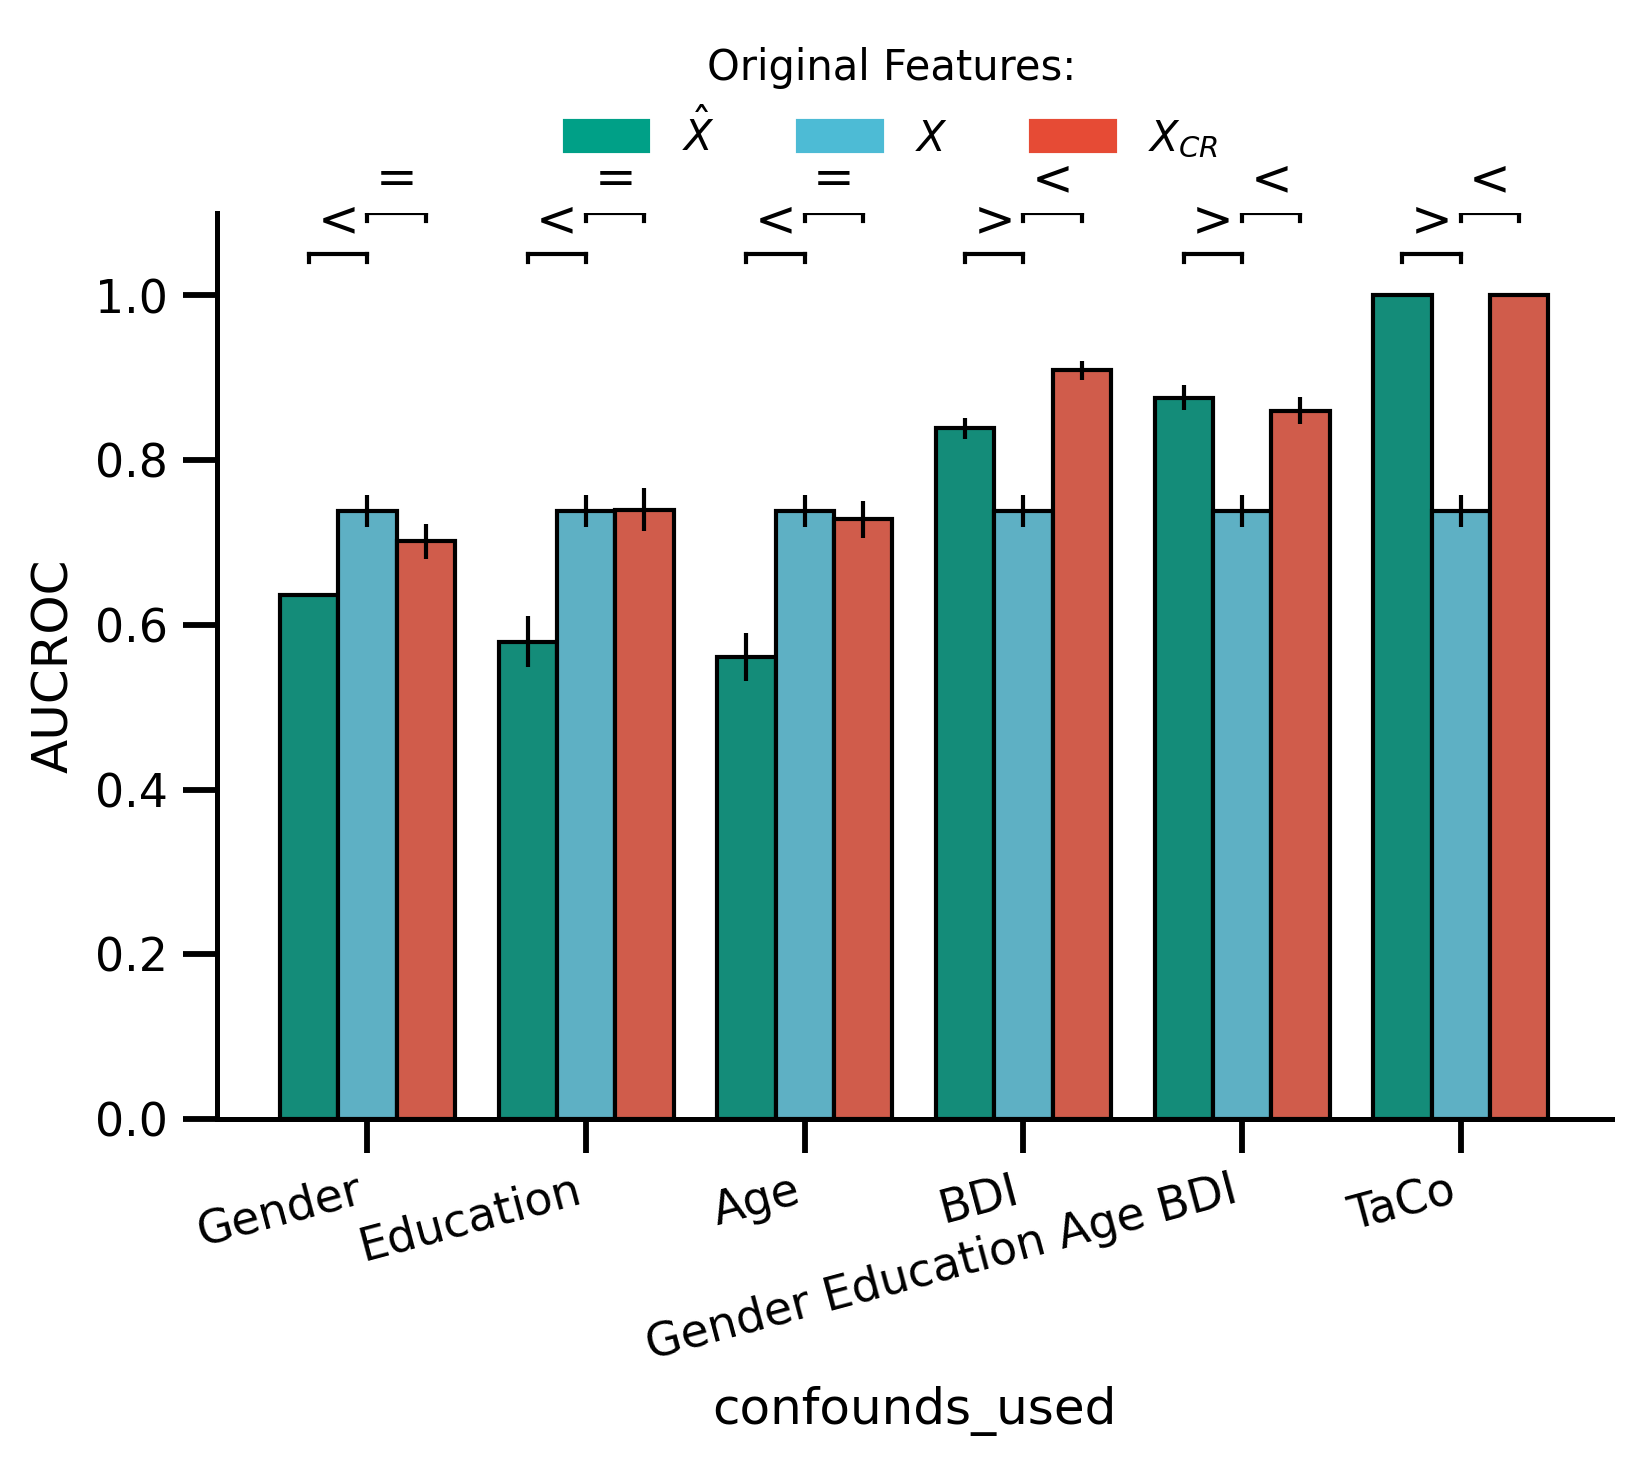 Original Features:
X̂ X X_CR
= = = < < <
< < < > > >
1.0
0.8
0.6
0.4
0.2
0.0
AUCROC
Gender
Education
Age
BDI
Gender Education Age BDI
TaCo
confounds_used